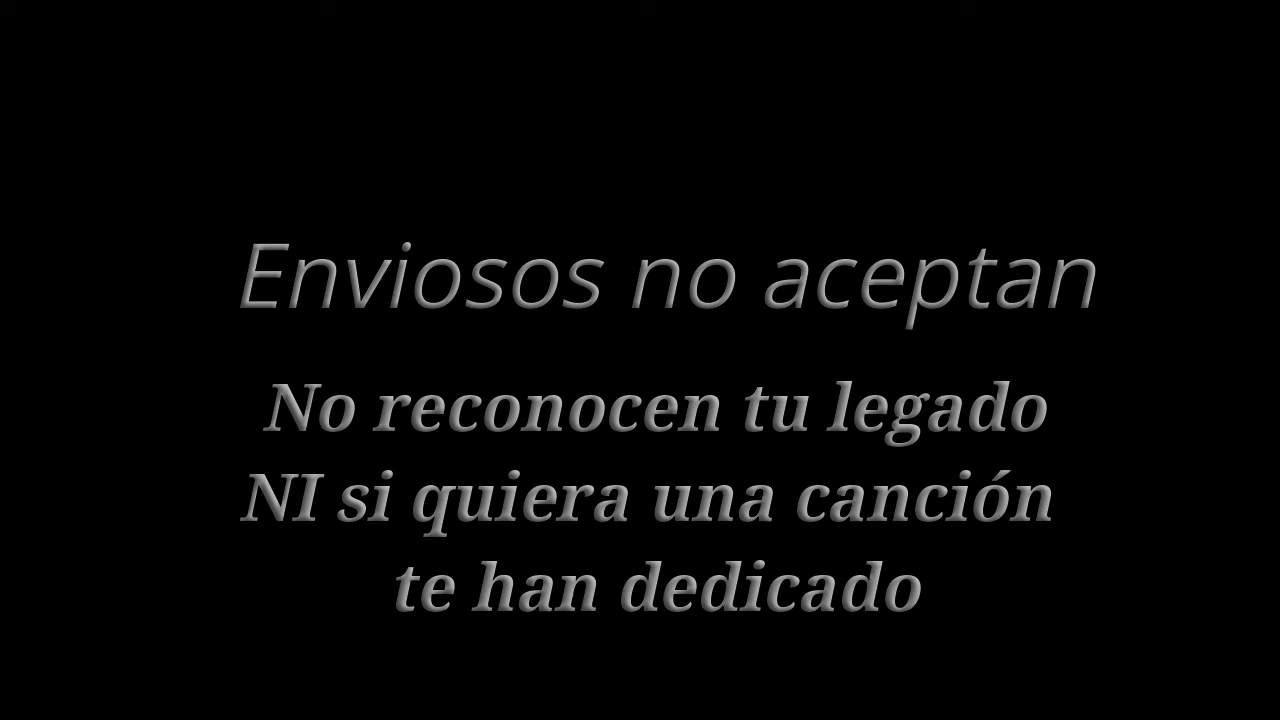 Enviosos no aceptan
No reconocen tu legado
NI si quiera una canción
te han dedicado